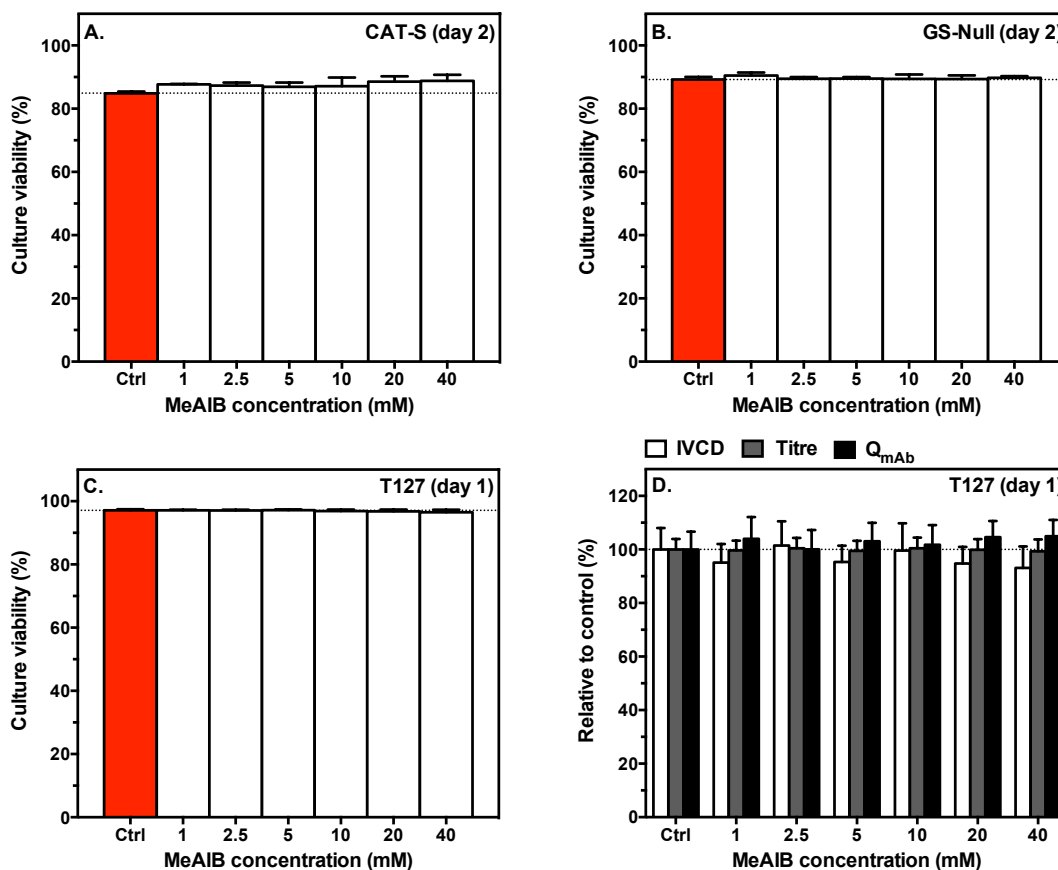 A. CAT-S (day 2)
100
80
60
40
20
0
Culture viability (%)
Ctrl 1 2.5 5 10 20 40
MeAIB concentration (mM)
B. GS-Null (day 2)
100
80
60
40
20
0
Culture viability (%)
Ctrl 1 2.5 5 10 20 40
MeAIB concentration (mM)
C. T127 (day 1)
100
80
60
40
20
0
Culture viability (%)
Ctrl 1 2.5 5 10 20 40
MeAIB concentration (mM)
IVCD Titre QmAb
D. T127 (day 1)
120
100
80
60
40
20
0
Relative to control (%)
Ctrl 1 2.5 5 10 20 40
MeAIB concentration (mM)